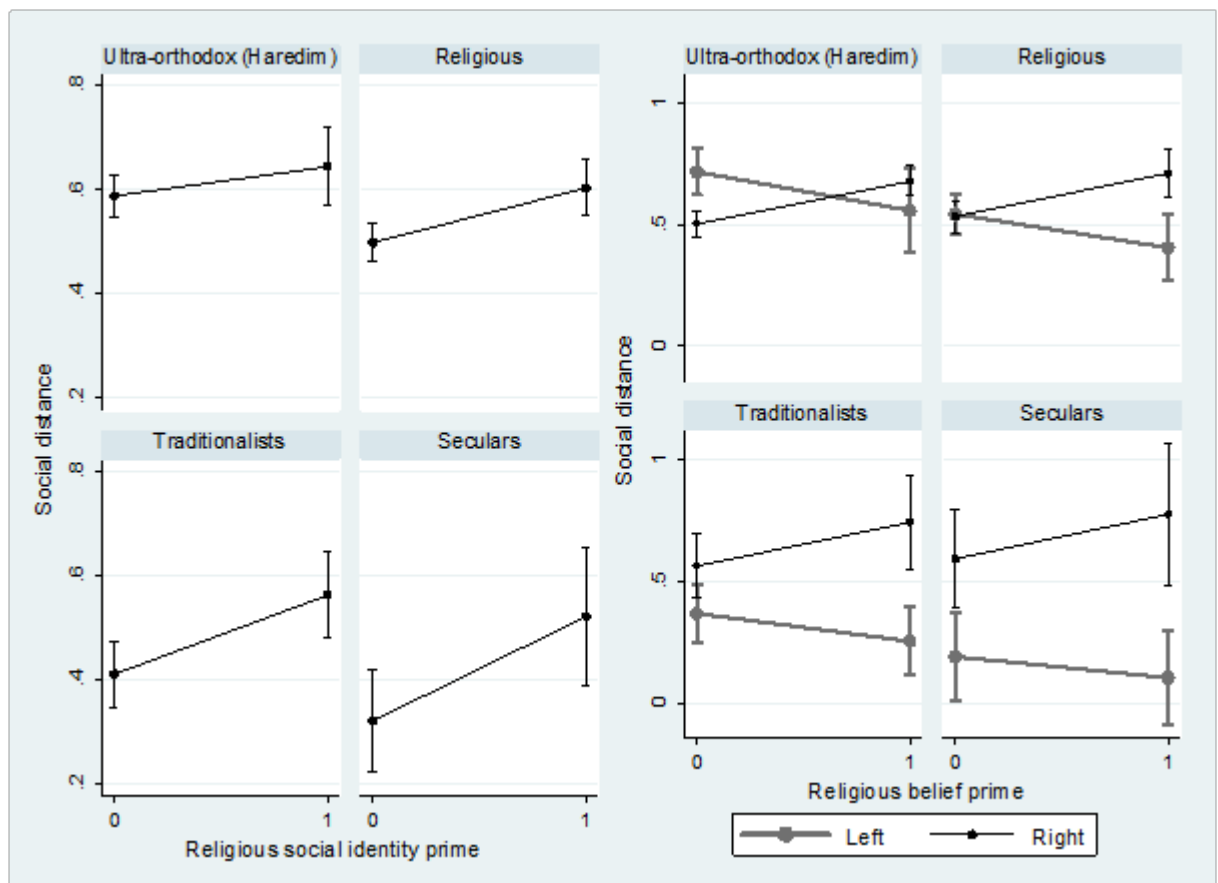 Ultra-orthodox (Haredim) Religious
.8
.6
.4
.2
Traditionalists Seculars
.8
.6
.4
.2
Social distance
0 1 0 1
Religious social identity prime
Ultra-orthodox (Haredim) Religious
1
.5
0
Traditionalists Seculars
1
.5
0
Social distance
0 1 0 1
Religious belief prime
Left Right